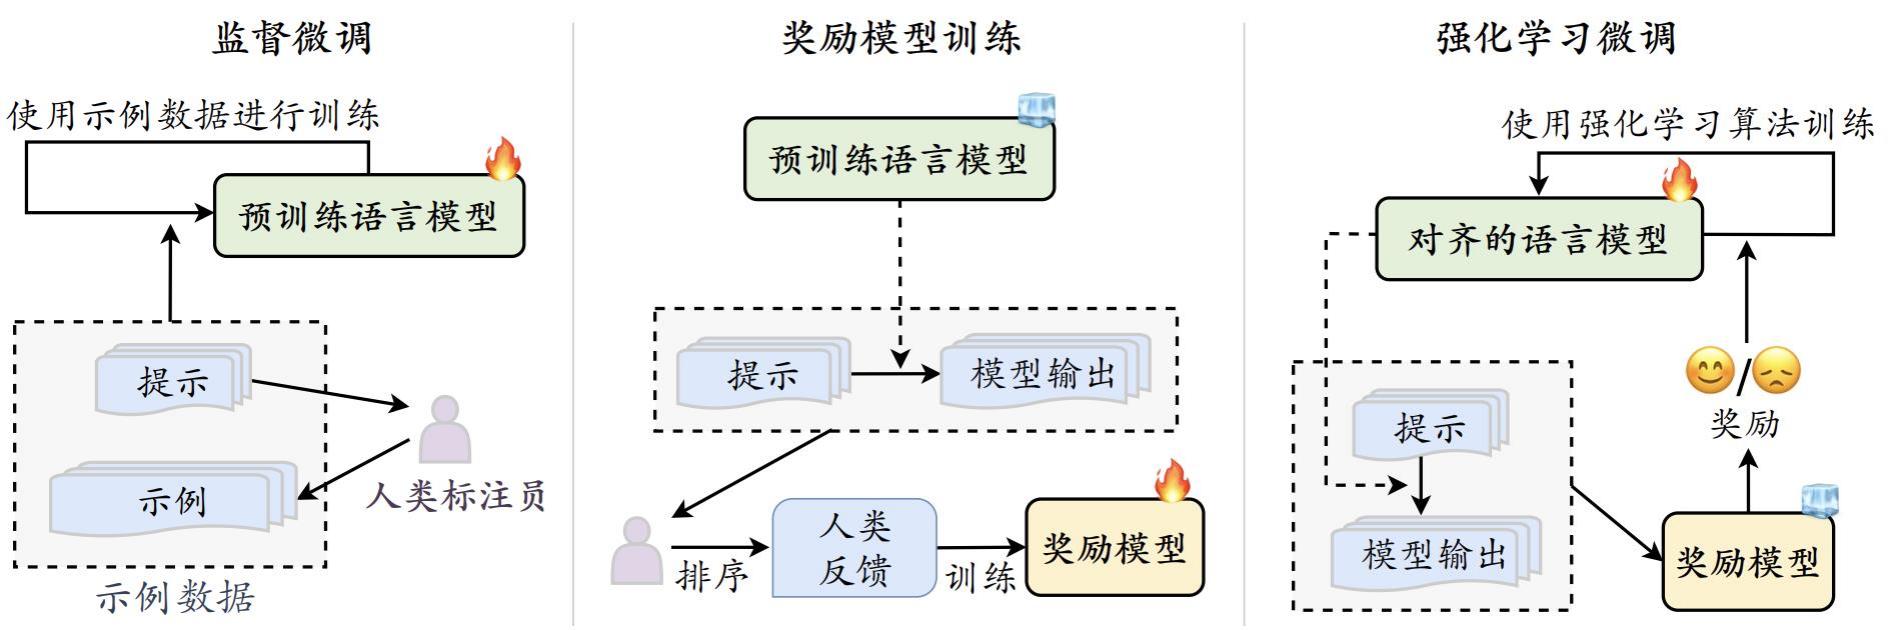 监督微调
使用示例数据进行训练
预训练语言模型
提示
示例
人类标注员
示例数据
奖励模型训练
预训练语言模型
提示
模型输出
排序
人类
反馈
训练
奖励模型
强化学习微调
使用强化学习算法训练
对齐的语言模型
/
奖励
提示
模型输出
奖励模型